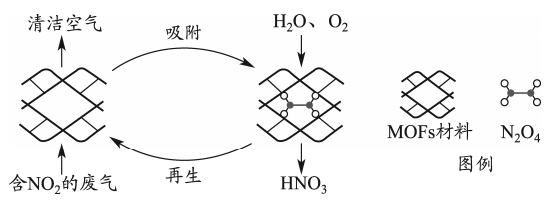 清洁空气
吸附
H₂O、O₂
含NO₂的废气
再生
HNO₃
MOFs材料
N₂O₄
图例